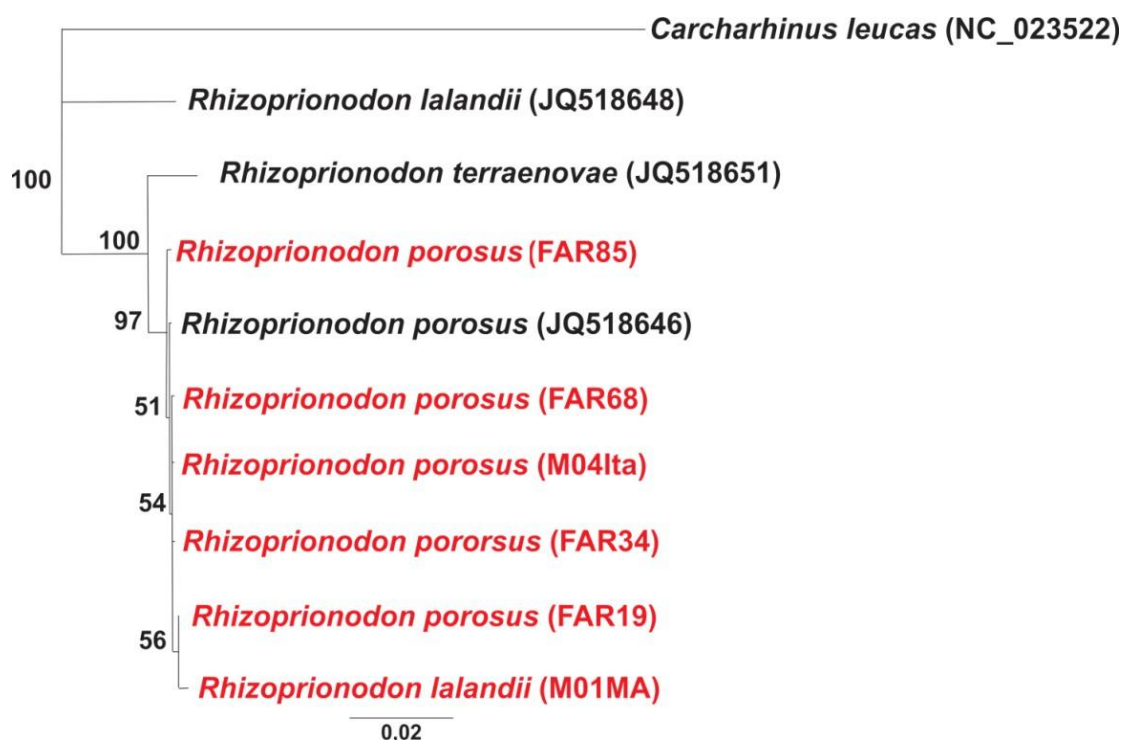 Carcharhinus leucas (NC_023522)
Rhizoprionodon lalandii (JQ518648)
100
Rhizoprionodon terraenovae (JQ518651)
100
Rhizoprionodon porosus (FAR85)
97
Rhizoprionodon porosus (JQ518646)
51
Rhizoprionodon porosus (FAR68)
Rhizoprionodon porosus (M04Ita)
54
Rhizoprionodon pororsus (FAR34)
Rhizoprionodon porosus (FAR19)
56
Rhizoprionodon lalandii (M01MA)
0,02